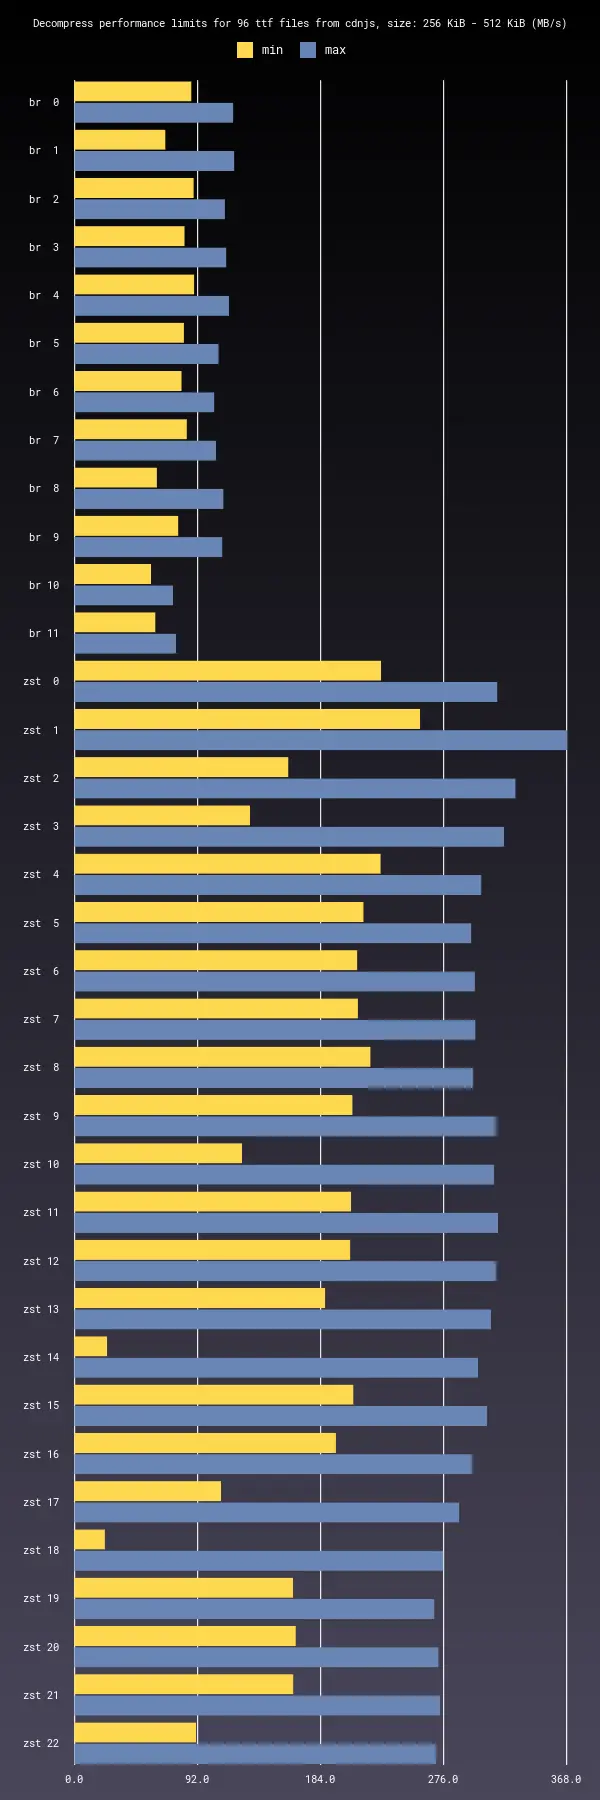 Decompress performance limits for 96 ttf files from cdnjs, size: 256 KiB - 512 KiB (MB/s)
min max
br 0
br 1
br 2
br 3
br 4
br 5
br 6
br 7
br 8
br 9
br 10
br 11
zst 0
zst 1
zst 2
zst 3
zst 4
zst 5
zst 6
zst 7
zst 8
zst 9
zst 10
zst 11
zst 12
zst 13
zst 14
zst 15
zst 16
zst 17
zst 18
zst 19
zst 20
zst 21
zst 22
0.0 92.0 184.0 276.0 368.0